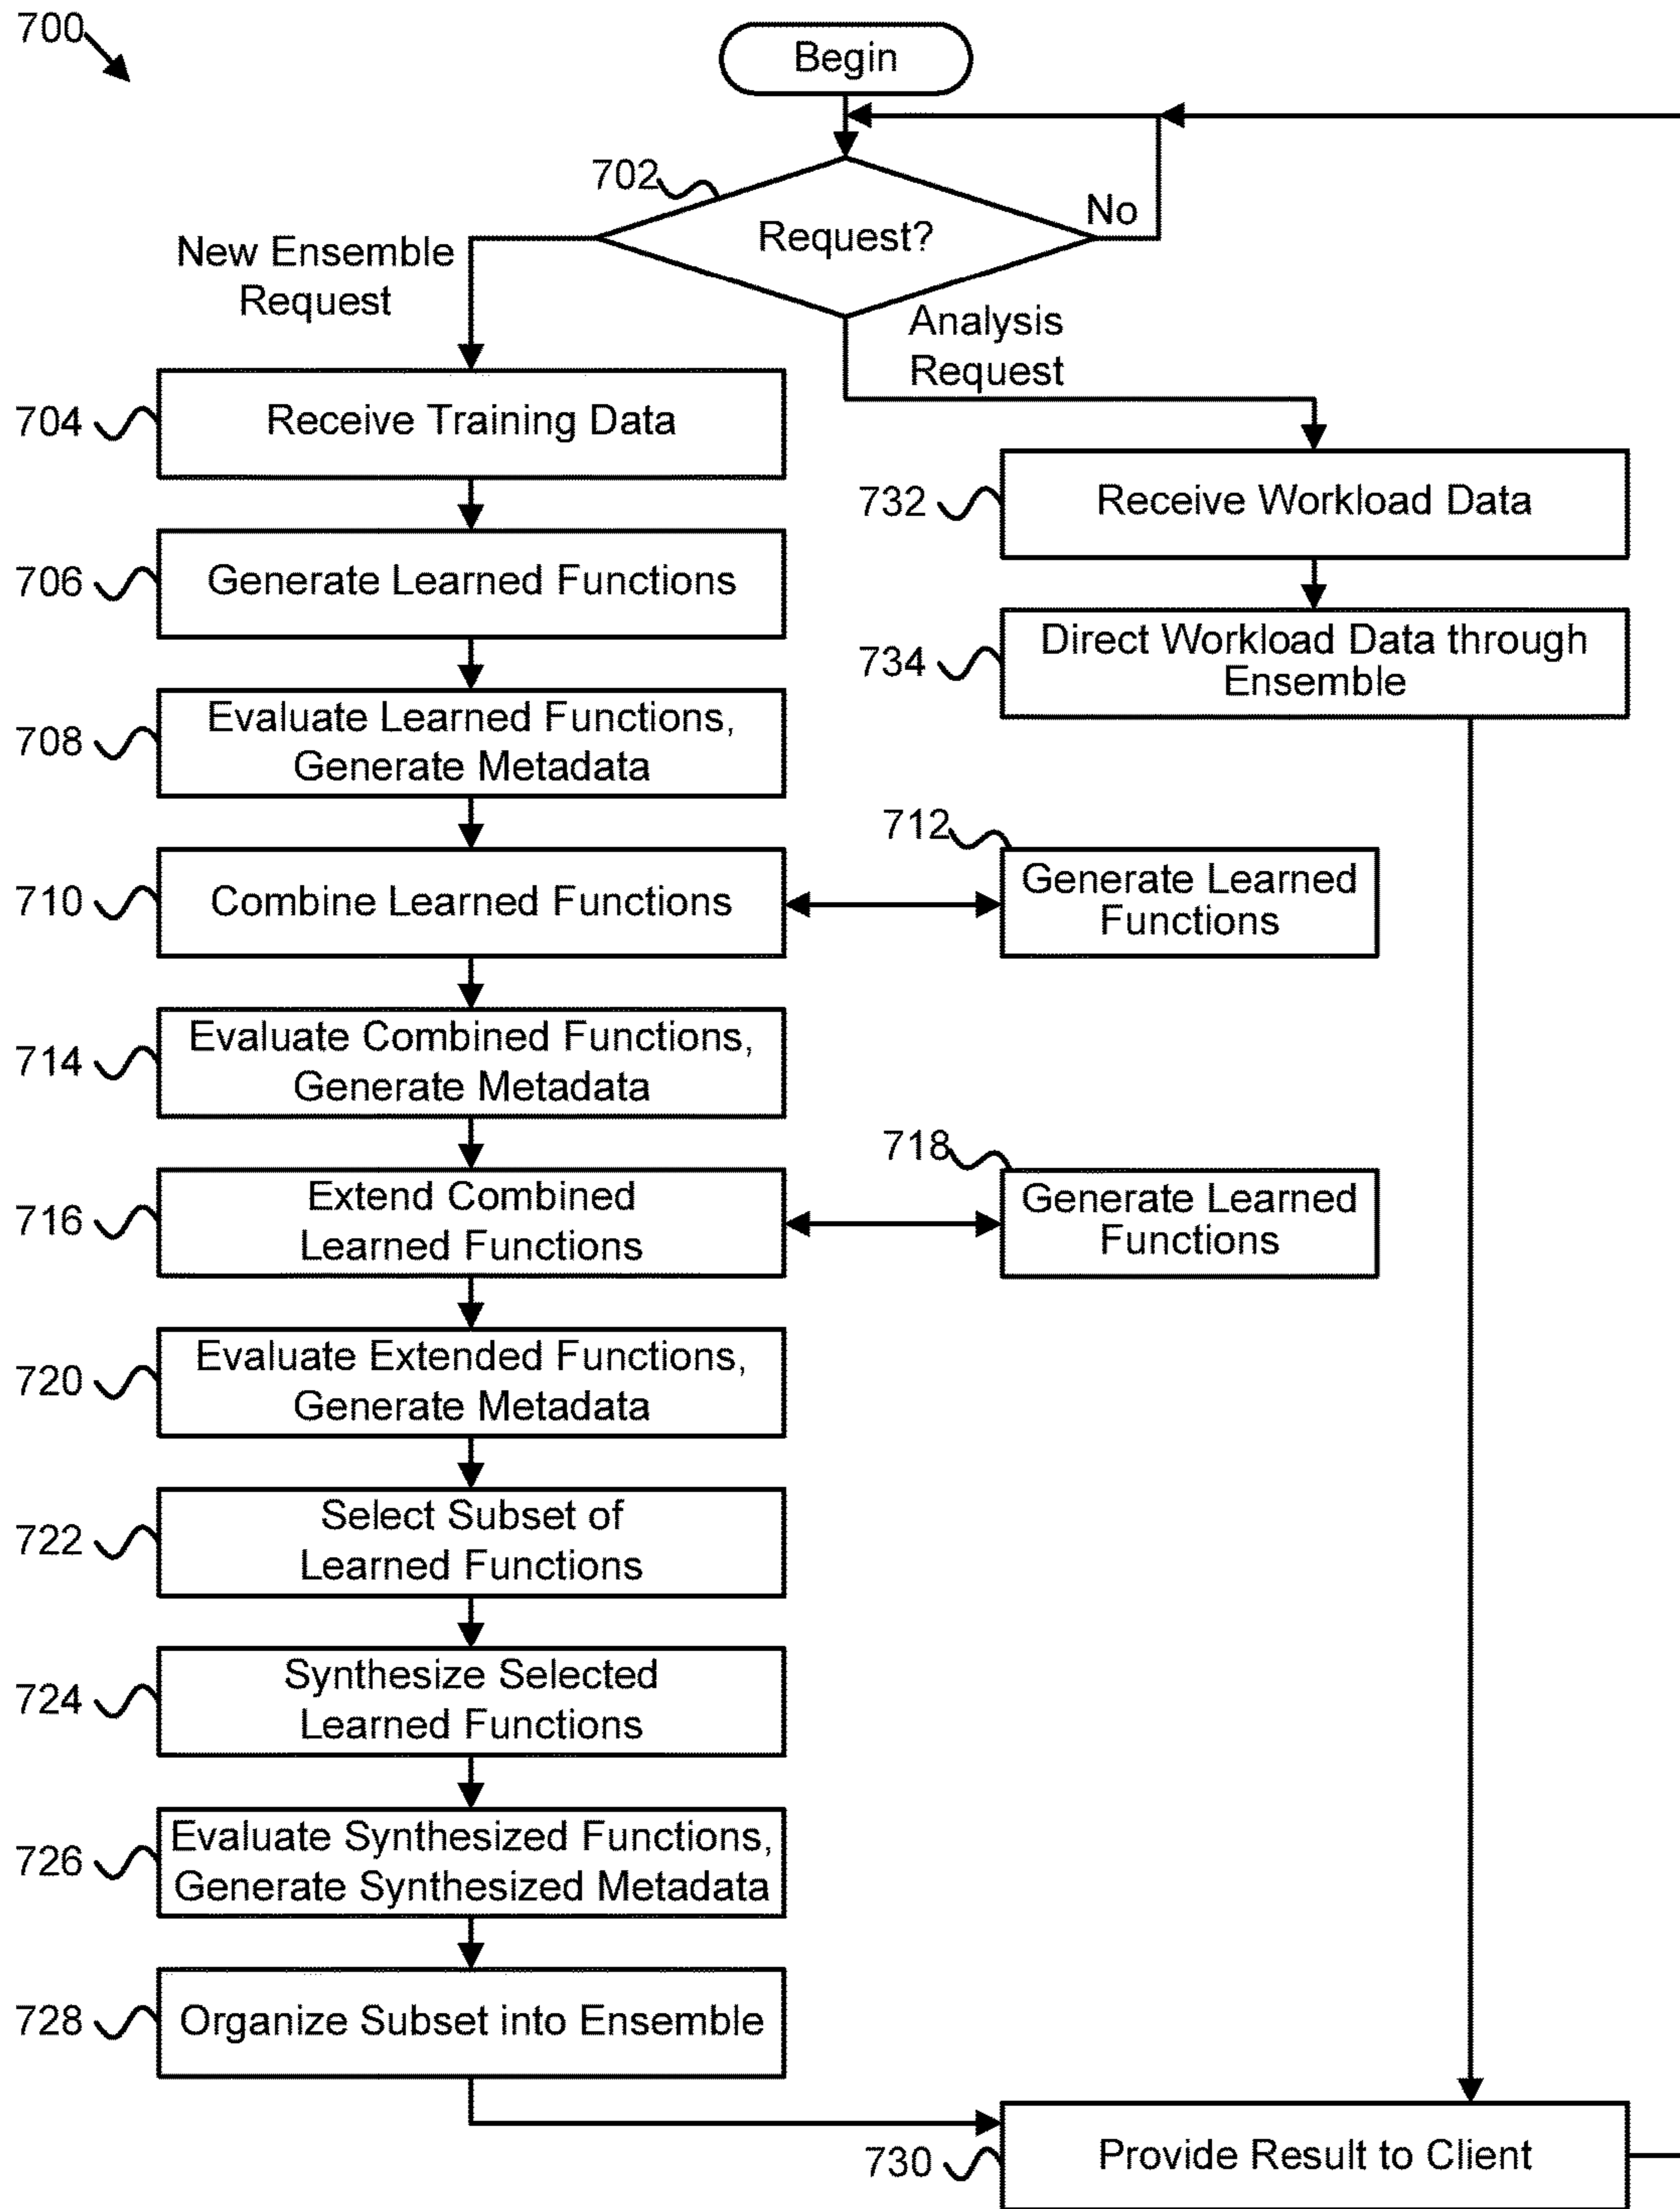 700
Begin
702
Request?
No
New Ensemble
Request
Analysis
Request
704
Receive Training Data
732
Receive Workload Data
706
Generate Learned Functions
734
Direct Workload Data through
Ensemble
708
Evaluate Learned Functions,
Generate Metadata
710
Combine Learned Functions
712
Generate Learned
Functions
714
Evaluate Combined Functions,
Generate Metadata
716
Extend Combined
Learned Functions
718
Generate Learned
Functions
720
Evaluate Extended Functions,
Generate Metadata
722
Select Subset of
Learned Functions
724
Synthesize Selected
Learned Functions
726
Evaluate Synthesized Functions,
Generate Synthesized Metadata
728
Organize Subset into Ensemble
730
Provide Result to Client